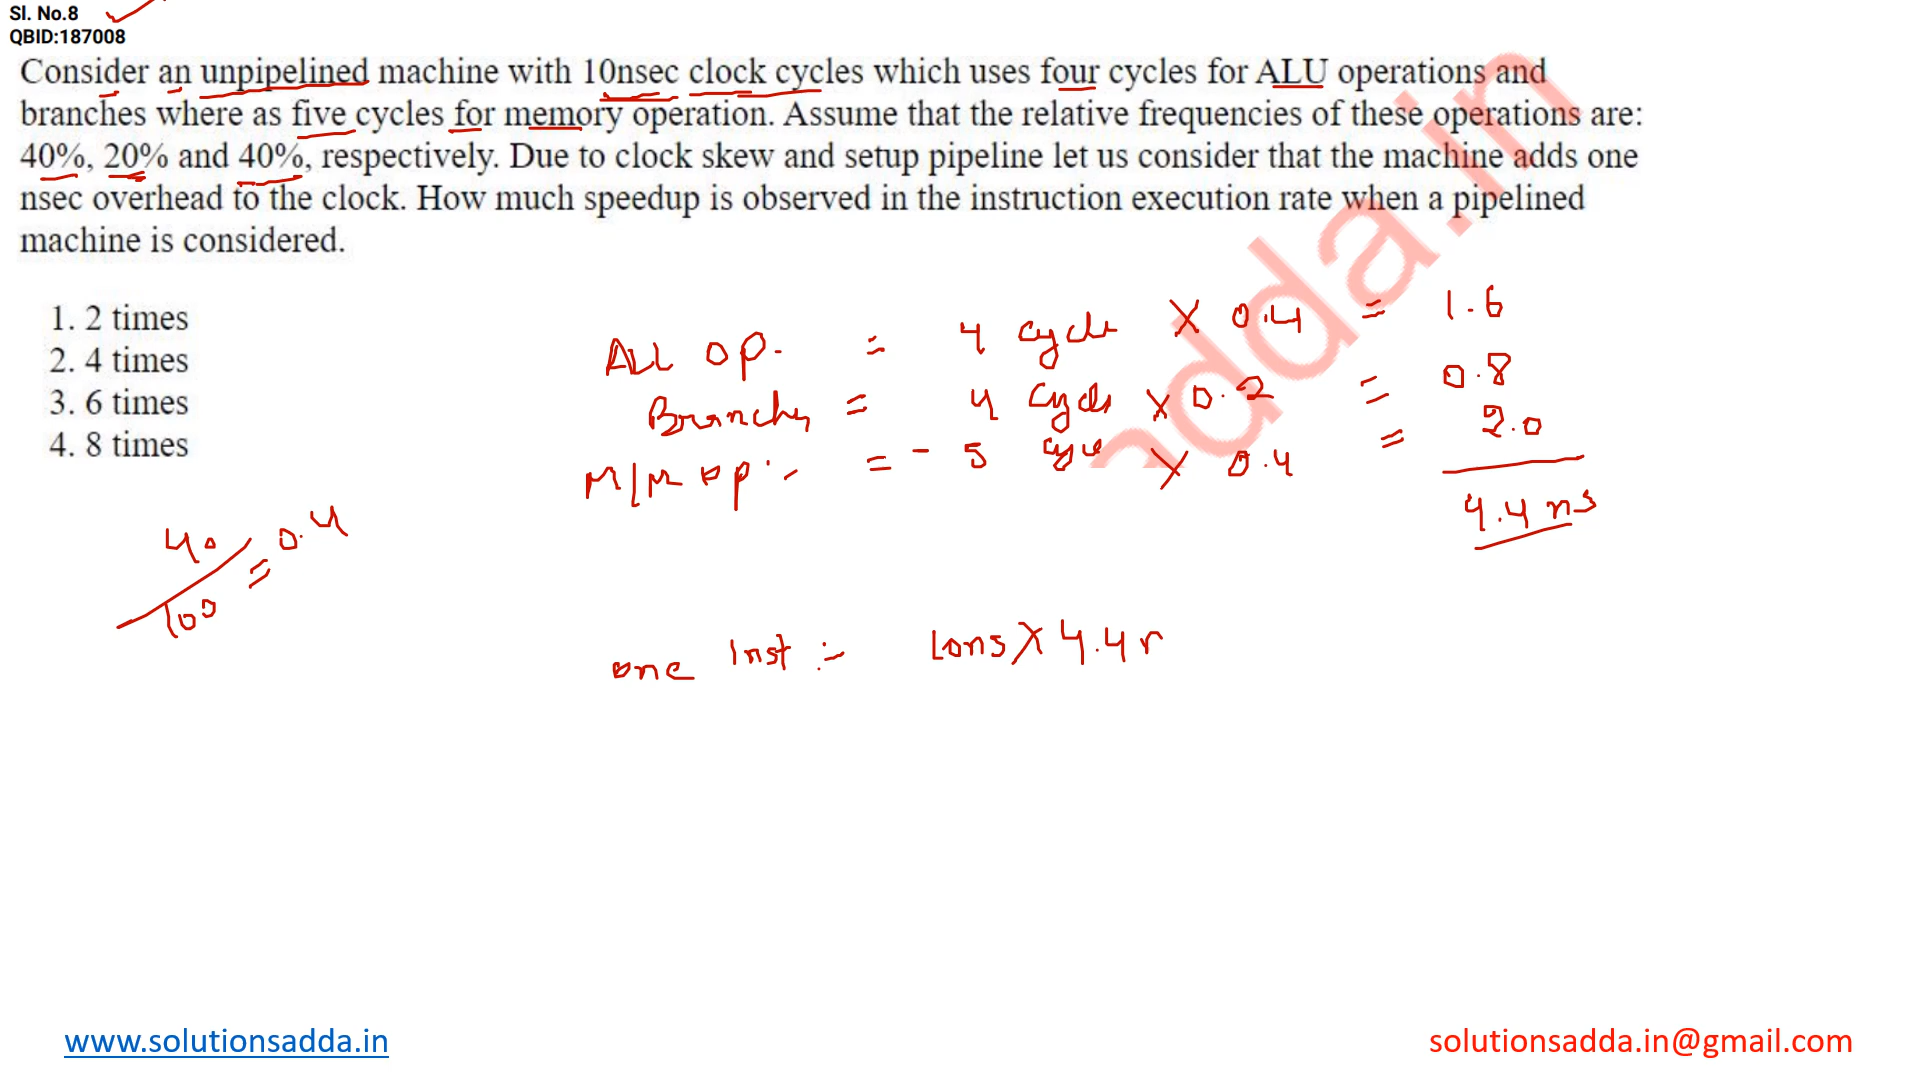 Sl. No.8
QBID:187008
Consider an unpipelined machine with 10nsec clock cycles which uses four cycles for ALU operations and
branches where as five cycles for memory operation. Assume that the relative frequencies of these operations are:
40%, 20% and 40%, respectively. Due to clock skew and setup pipeline let us consider that the machine adds one
nsec overhead to the clock. How much speedup is observed in the instruction execution rate when a pipelined
machine is considered.
1. 2 times
2. 4 times
3. 6 times
4. 8 times
ALU OP. = 4 cycle X 0.4 = 1.6
Branches = 4 cycles X 0.2 = 0.8
M/M OP :- = - 5 cycle X 0.4 = 2.0
4.4 ns
40/100 = 0.4
one Inst :- 10ns X 4.4 n
adda.in
www.solutionsadda.in
solutionsadda.in@gmail.com